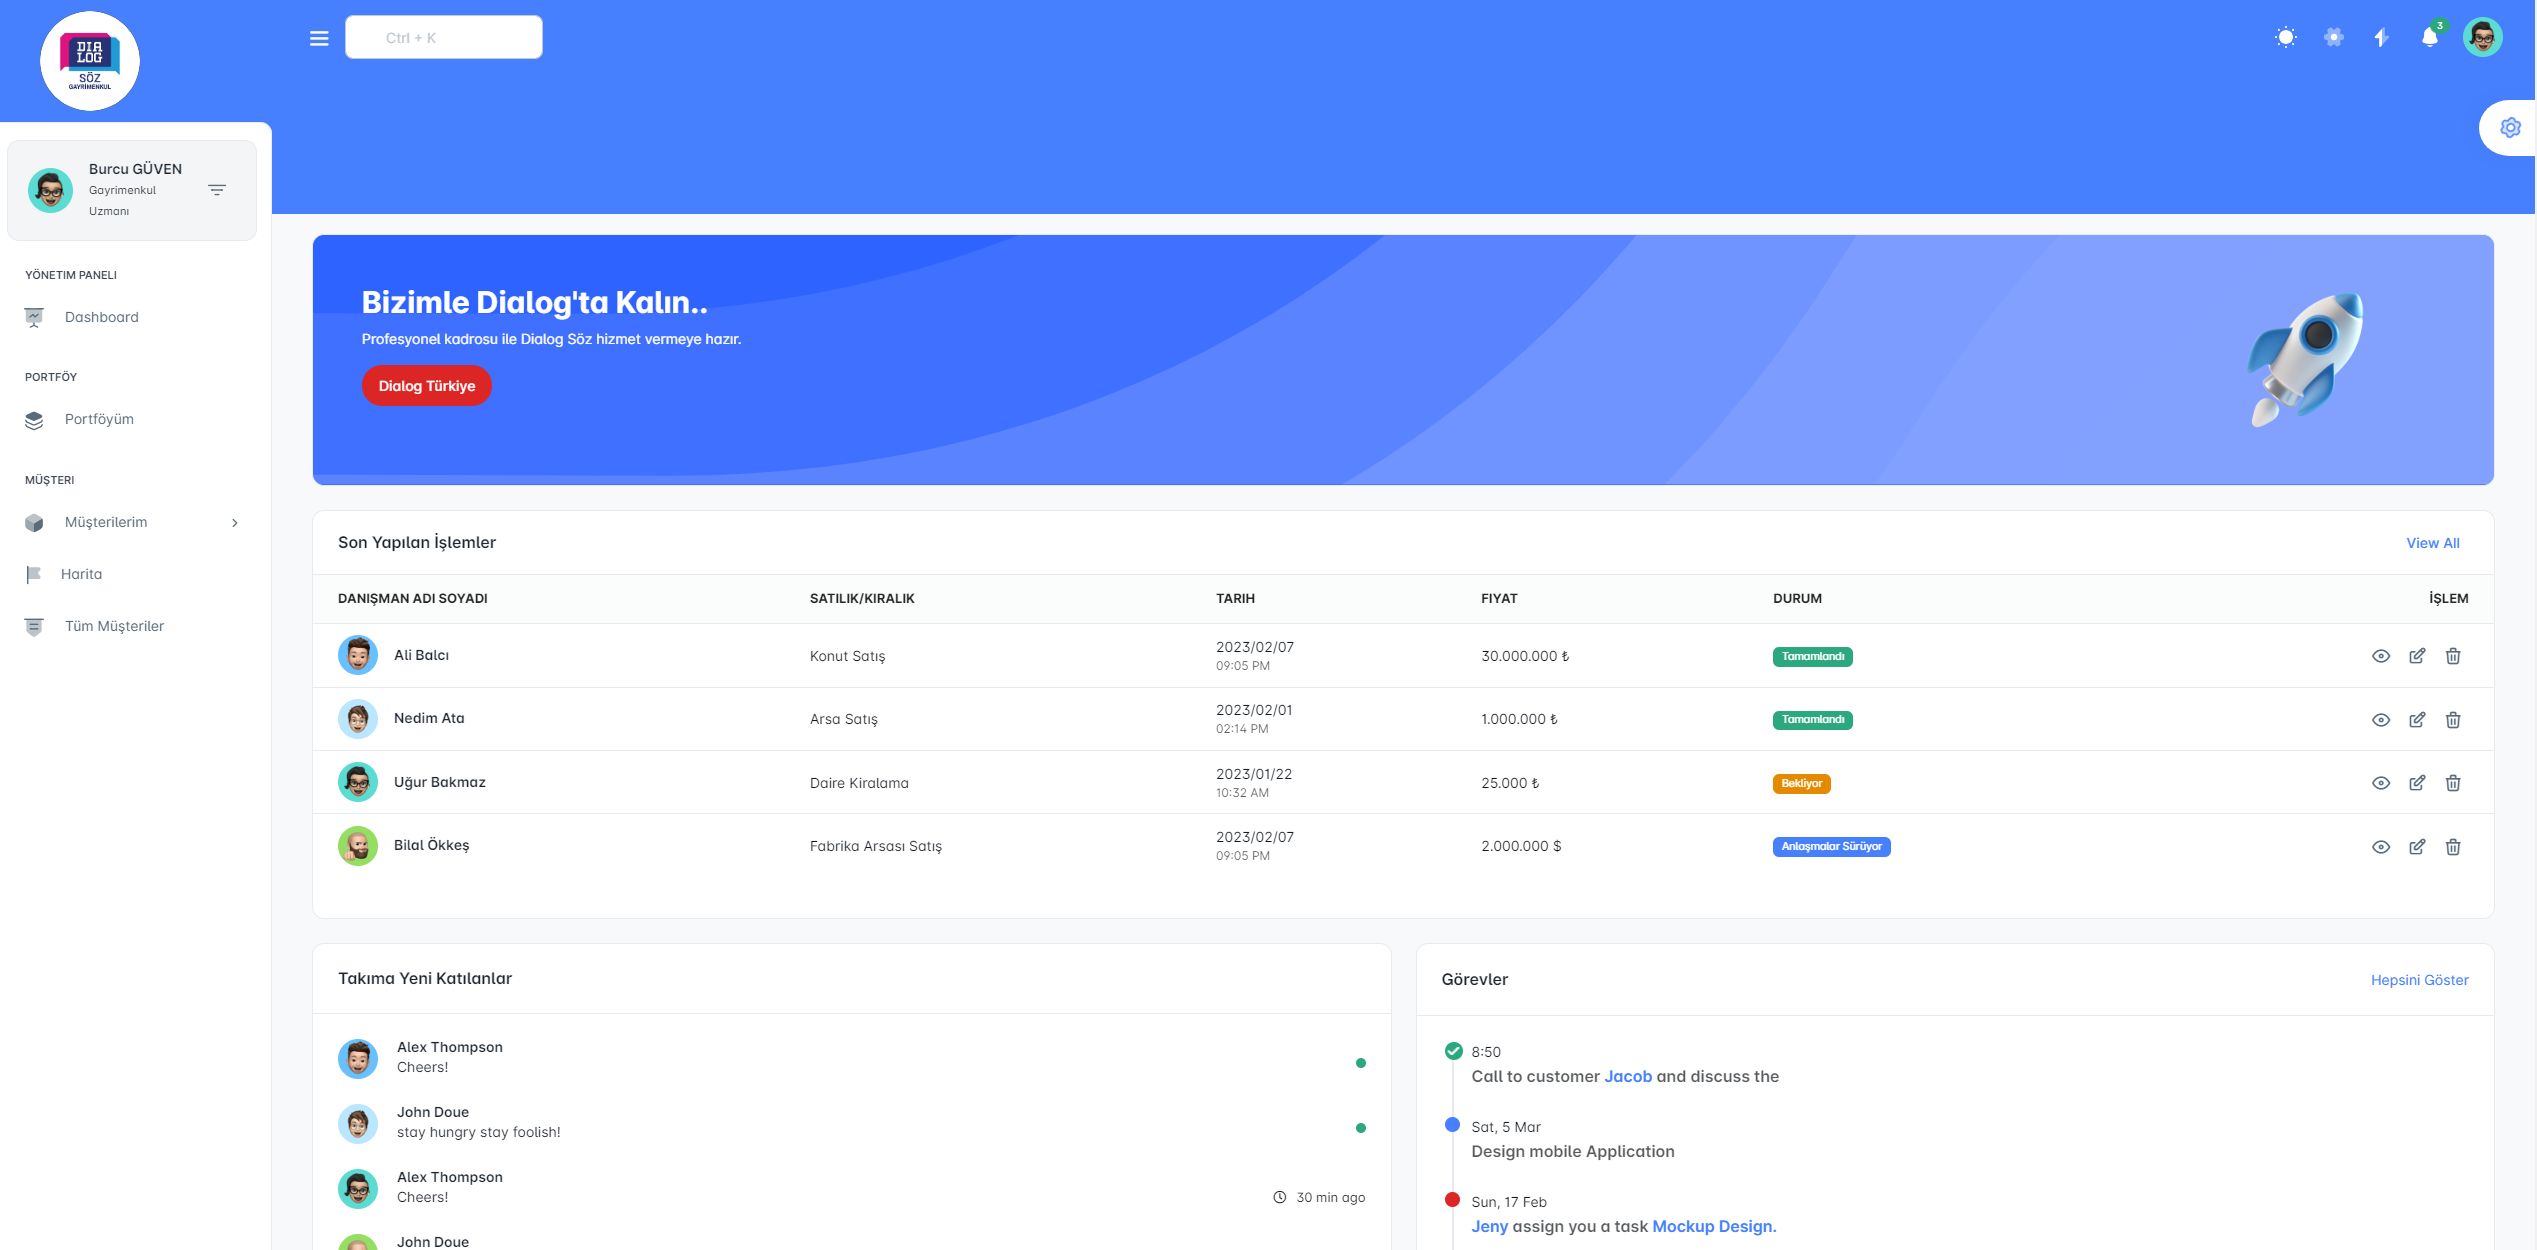 DIA
LOG
SÖZ
GAYRİMENKUL
Ctrl + K
3
Burcu GÜVEN
Gayrimenkul
Uzmanı
YÖNETIM PANELI
Dashboard
PORTFÖY
Portföyüm
MÜŞTERI
Müşterilerim
Harita
Tüm Müşteriler
Bizimle Dialog'ta Kalın..
Profesyonel kadrosu ile Dialog Söz hizmet vermeye hazır.
Dialog Türkiye
Son Yapılan İşlemler
View All
DANIŞMAN ADI SOYADI SATILIK/KIRALIK TARIH FIYAT DURUM İŞLEM
Ali Balcı Konut Satış 2023/02/07 30.000.000 ₺ Tamamlandı
09:05 PM
Nedim Ata Arsa Satış 2023/02/01 1.000.000 ₺ Tamamlandı
02:14 PM
Uğur Bakmaz Daire Kiralama 2023/01/22 25.000 ₺ Bekliyor
10:32 AM
Bilal Ökkeş Fabrika Arsası Satış 2023/02/07 2.000.000 $ Anlaşmalar Sürüyor
09:05 PM
Takıma Yeni Katılanlar
Alex Thompson
Cheers!
John Doue
stay hungry stay foolish!
Alex Thompson
Cheers!
30 min ago
John Doue
Görevler
Hepsini Göster
8:50
Call to customer Jacob and discuss the
Sat, 5 Mar
Design mobile Application
Sun, 17 Feb
Jeny assign you a task Mockup Design.